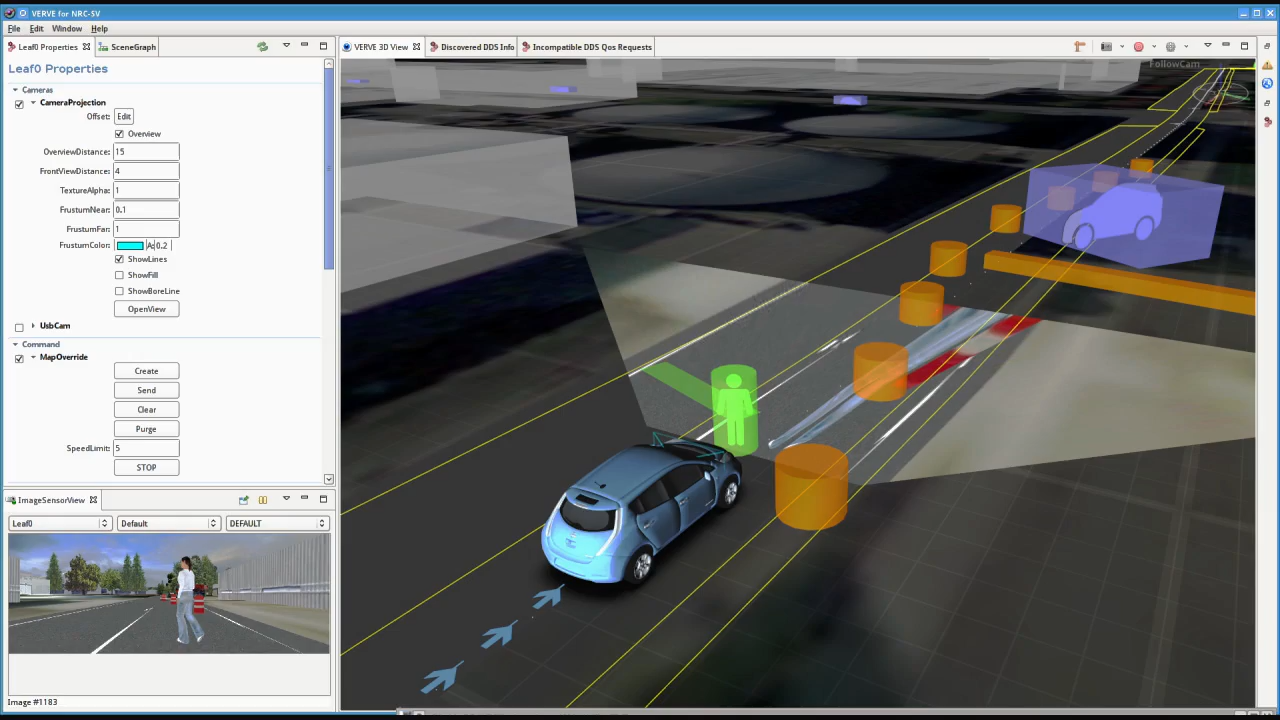 VERVE for NRC-SV
File Edit Window Help
Leaf0 Properties SceneGraph
Leaf0 Properties
Cameras
CameraProjection
Offset: Edit
Overview
OverviewDistance: 15
FrontViewDistance: 4
TextureAlpha: 1
FrustumNear: 0.1
FrustumFar: 1
FrustumColor: A: 0.2
ShowLines
ShowFill
ShowBoreLine
OpenView
UsbCam
Command
MapOverride
Create
Send
Clear
Purge
SpeedLimit: 5
STOP
ImageSensorView
Leaf0 Default DEFAULT
Image #1183
VERVE 3D View Discovered DDS Info Incompatible DDS Qos Requests
FollowCam